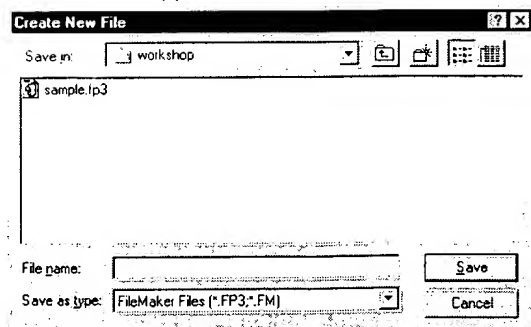 Create New File
Save in: workshop
sample.fp3
File name: Save
Save as type: FileMaker Files (*.FP3;*.FM) Cancel